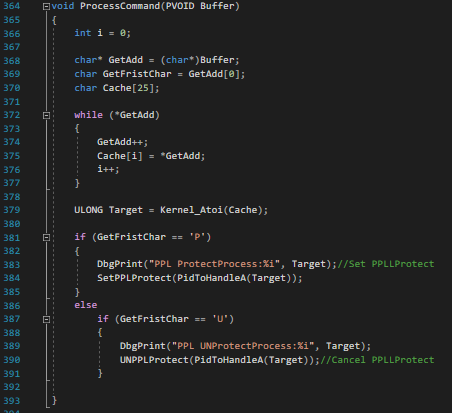 364 void ProcessCommand(PVOID Buffer)
365 {
366 int i = 0;
367
368 char* GetAdd = (char*)Buffer;
369 char GetFristChar = GetAdd[0];
370 char Cache[25];
371
372 while (*GetAdd)
373 {
374 GetAdd++;
375 Cache[i] = *GetAdd;
376 i++;
377 }
378
379 ULONG Target = Kernel_Atoi(Cache);
380
381 if (GetFristChar == 'P')
382 {
383 DbgPrint("PPL ProtectProcess:%i", Target);//Set PPLLProtect
384 SetPPLProtect(PidToHandleA(Target));
385 }
386 else
387 if (GetFristChar == 'U')
388 {
389 DbgPrint("PPL UNProtectProcess:%i", Target);
390 UNPPLProtect(PidToHandleA(Target));//Cancel PPLLProtect
391 }
392
393 }